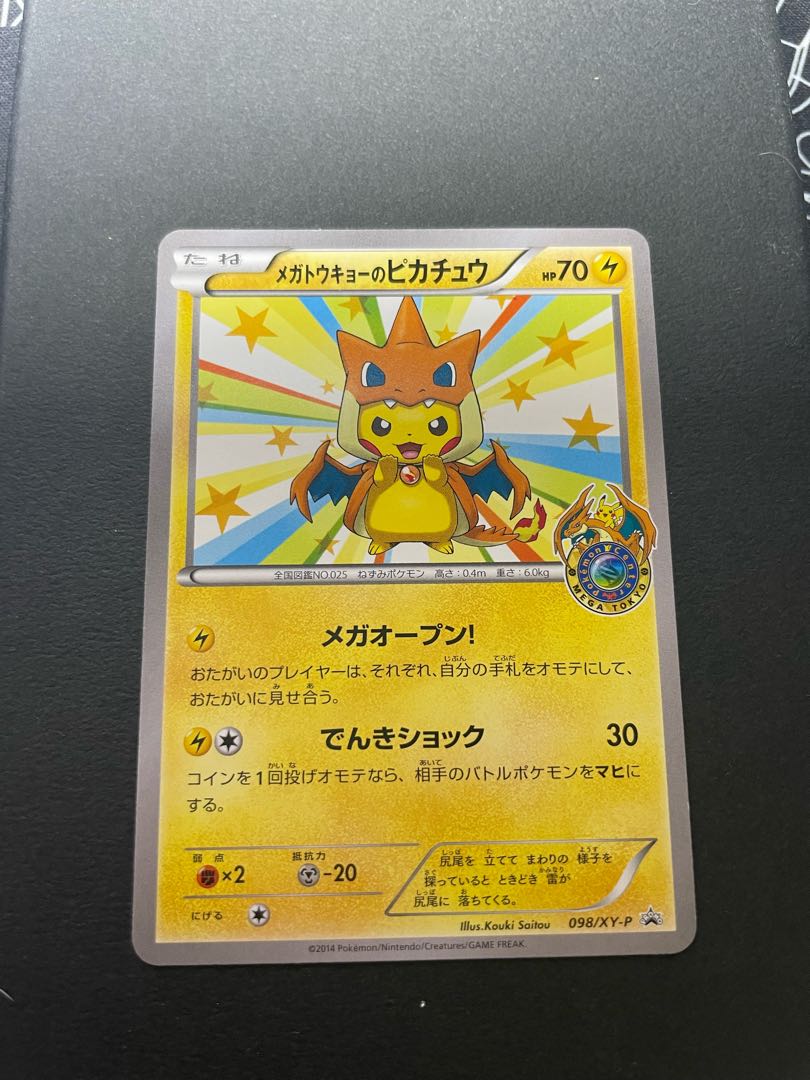 たね メガトウキョーのピカチュウ HP70
全国図鑑NO.025 ねずみポケモン 高さ:0.4m 重さ:6.0kg
Pokémon Center
MEGA TOKYO
メガオープン!
おたがいのプレイヤーは、それぞれ、自分の手札をオモテにして、
おたがいに見せ合う。
でんきショック 30
コインを1回投げオモテなら、相手のバトルポケモンをマヒに
する。
弱点 抵抗力
×2 -20
にげる
尻尾を 立てて まわりの 様子を
探っていると ときどき 雷が
尻尾に 落ちてくる。
Illus.Kouki Saitou 098/XY-P
©2014 Pokémon/Nintendo/Creatures/GAME FREAK.